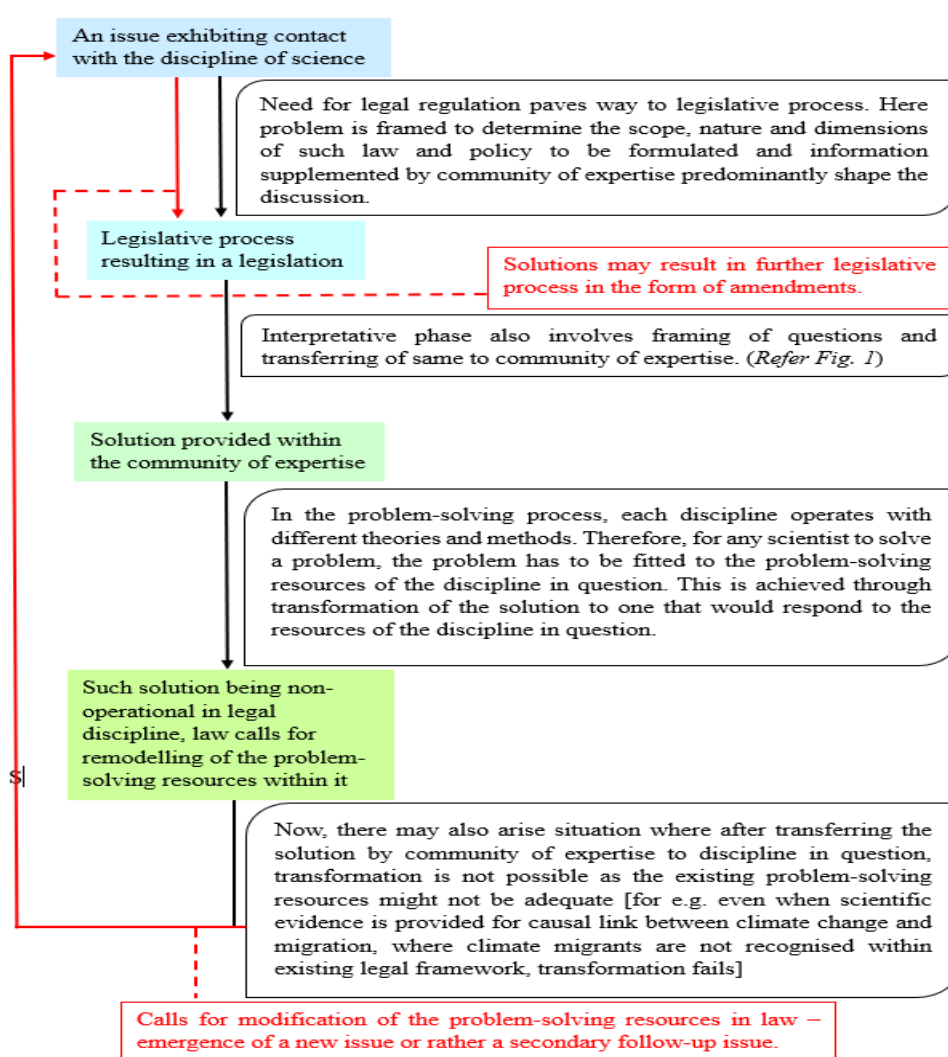 An issue exhibiting contact
with the discipline of science
Need for legal regulation paves way to legislative process. Here
problem is framed to determine the scope, nature and dimensions
of such law and policy to be formulated and information
supplemented by community of expertise predominantly shape the
discussion.
Legislative process
resulting in a legislation
Solutions may result in further legislative
process in the form of amendments.
Interpretative phase also involves framing of questions and
transferring of same to community of expertise. (Refer Fig. 1)
Solution provided within
the community of expertise
In the problem-solving process, each discipline operates with
different theories and methods. Therefore, for any scientist to solve
a problem, the problem has to be fitted to the problem-solving
resources of the discipline in question. This is achieved through
transformation of the solution to one that would respond to the
resources of the discipline in question.
Such solution being non-
operational in legal
discipline, law calls for
remodelling of the problem-
solving resources within it
s
Now, there may also arise situation where after transferring the
solution by community of expertise to discipline in question,
transformation is not possible as the existing problem-solving
resources might not be adequate [for e.g. even when scientific
evidence is provided for causal link between climate change and
migration, where climate migrants are not recognised within
existing legal framework, transformation fails]
Calls for modification of the problem-solving resources in law –
emergence of a new issue or rather a secondary follow-up issue.